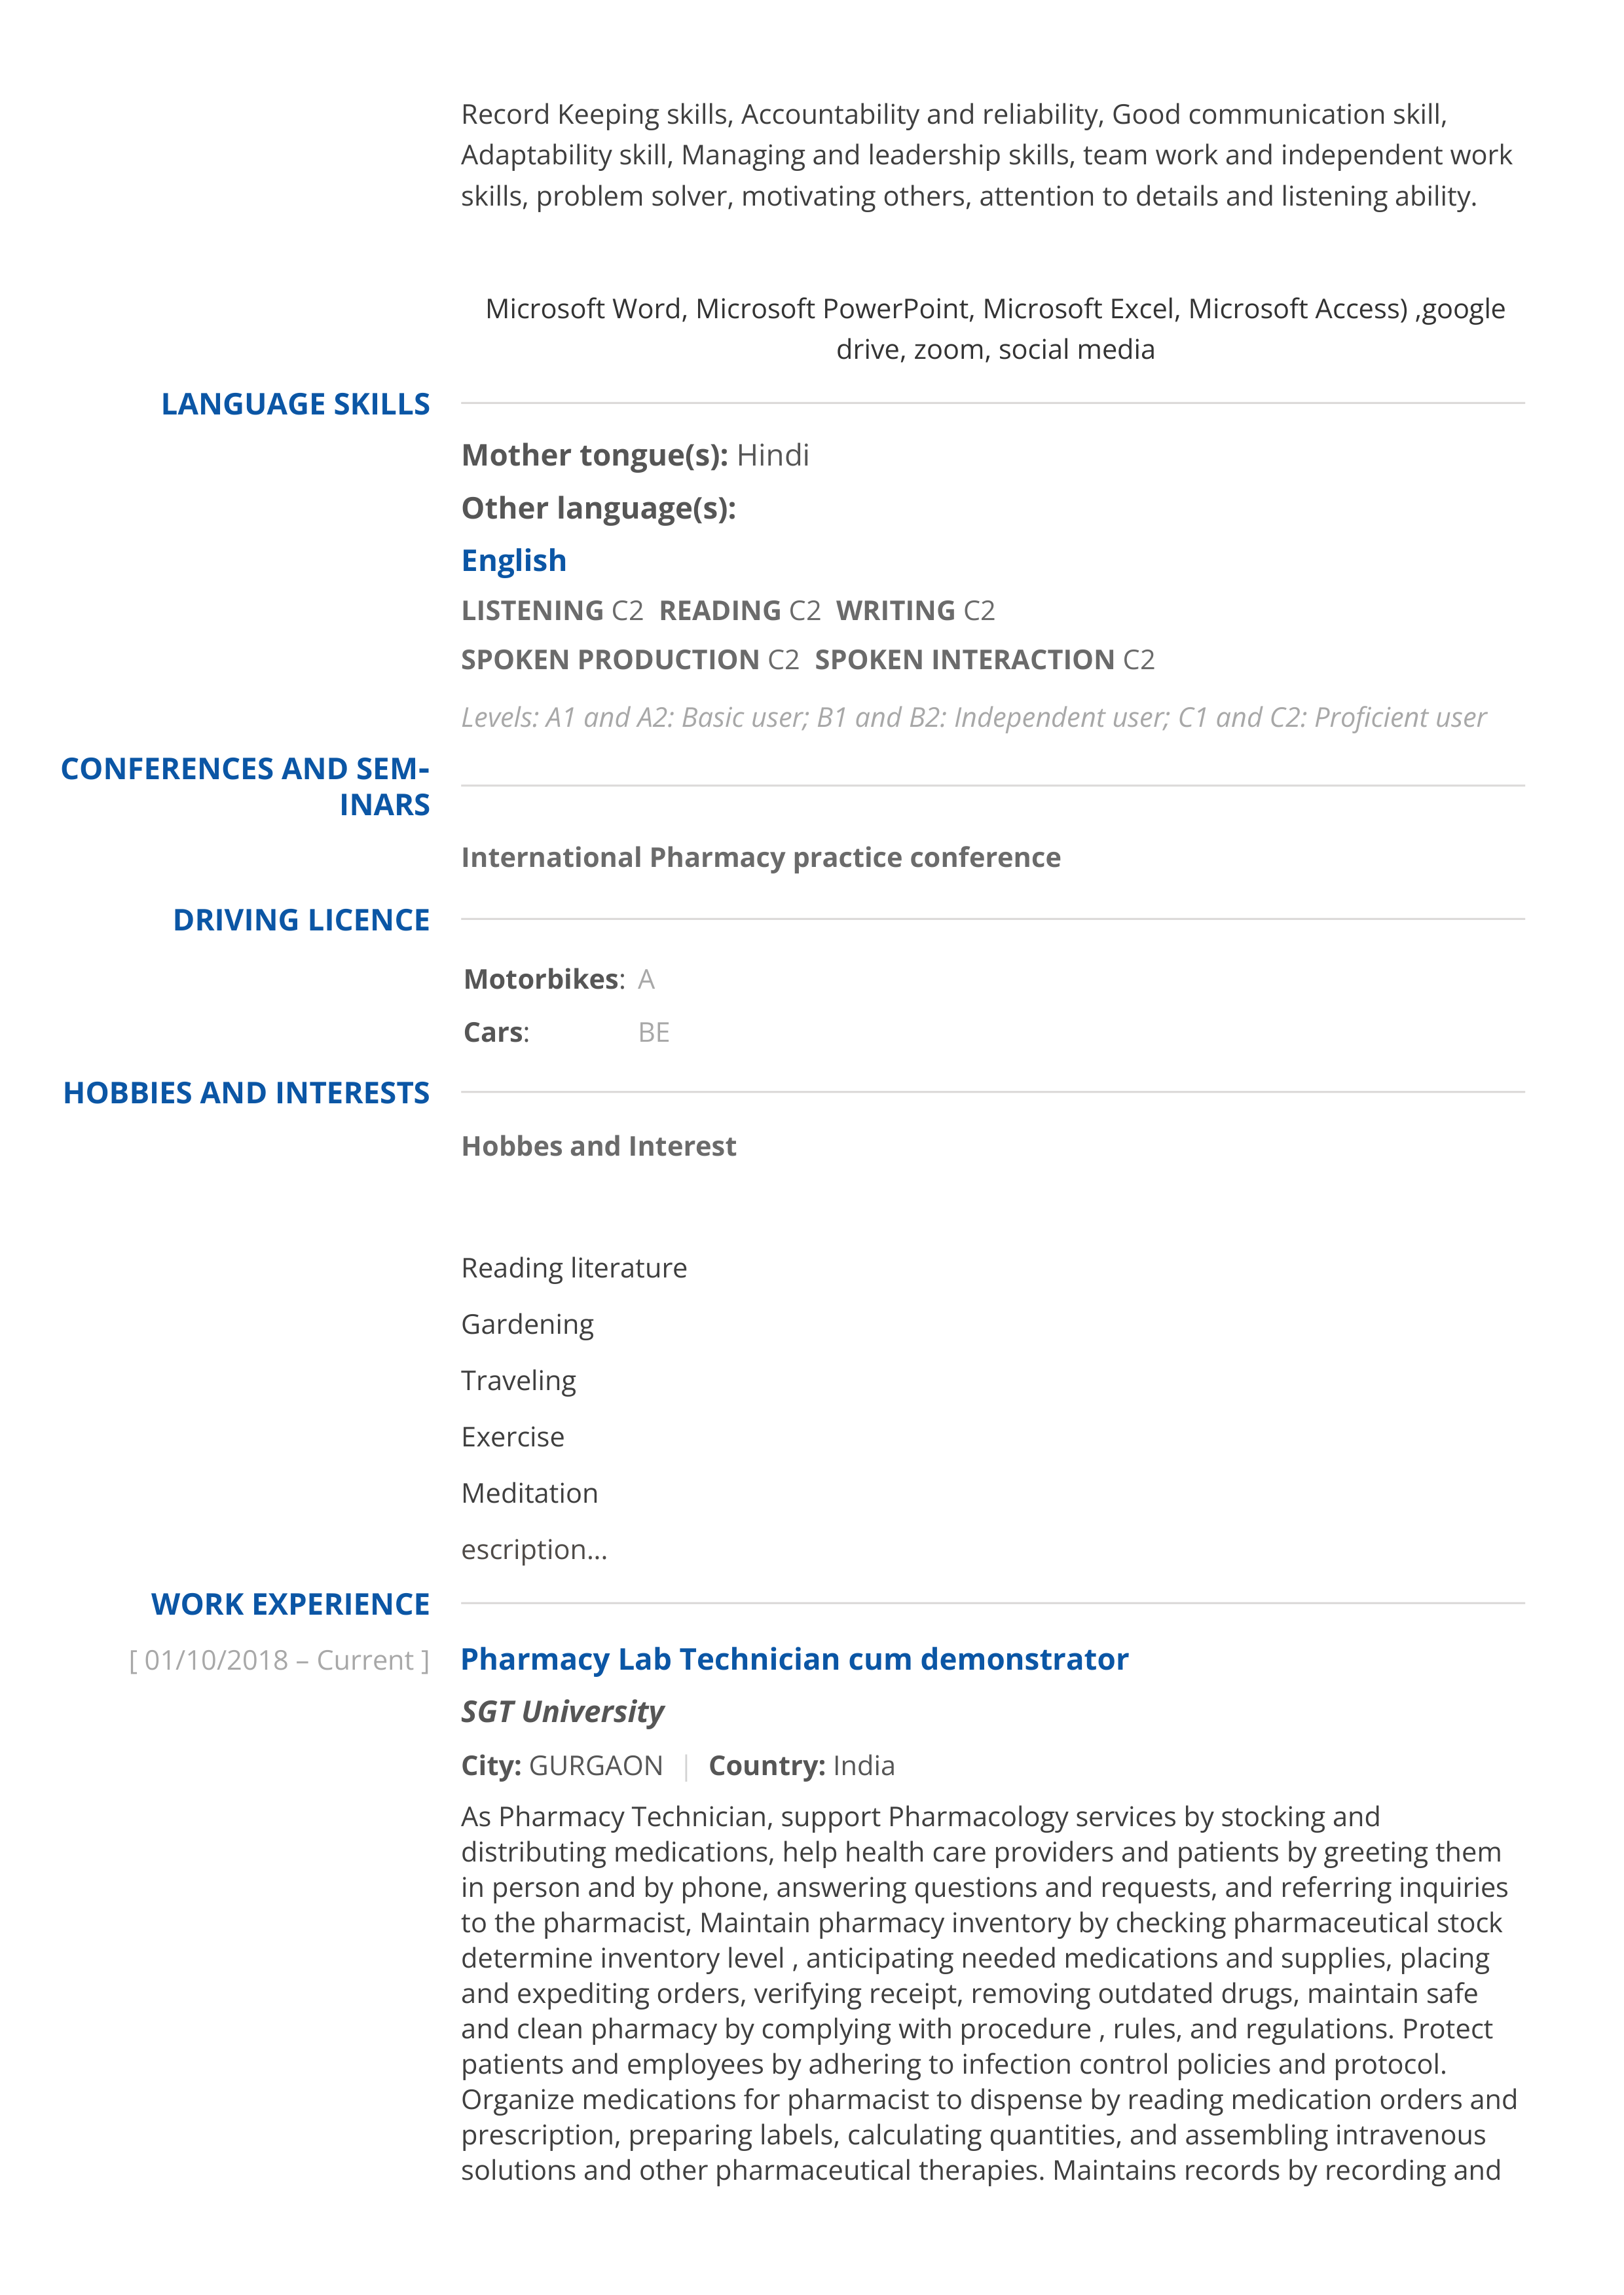 Record Keeping skills, Accountability and reliability, Good communication skill,
Adaptability skill, Managing and leadership skills, team work and independent work
skills, problem solver, motivating others, attention to details and listening ability.
Microsoft Word, Microsoft PowerPoint, Microsoft Excel, Microsoft Access) ,google
drive, zoom, social media
LANGUAGE SKILLS
Mother tongue(s): Hindi
Other language(s):
English
LISTENING C2 READING C2 WRITING C2
SPOKEN PRODUCTION C2 SPOKEN INTERACTION C2
Levels: A1 and A2: Basic user; B1 and B2: Independent user; C1 and C2: Proficient user
CONFERENCES AND SEM-
INARS
International Pharmacy practice conference
DRIVING LICENCE
Motorbikes: A
Cars: BE
HOBBIES AND INTERESTS
Hobbes and Interest
Reading literature
Gardening
Traveling
Exercise
Meditation
escription...
WORK EXPERIENCE
[ 01/10/2018 – Current ] Pharmacy Lab Technician cum demonstrator
SGT University
City: GURGAON | Country: India
As Pharmacy Technician, support Pharmacology services by stocking and
distributing medications, help health care providers and patients by greeting them
in person and by phone, answering questions and requests, and referring inquiries
to the pharmacist, Maintain pharmacy inventory by checking pharmaceutical stock
determine inventory level , anticipating needed medications and supplies, placing
and expediting orders, verifying receipt, removing outdated drugs, maintain safe
and clean pharmacy by complying with procedure , rules, and regulations. Protect
patients and employees by adhering to infection control policies and protocol.
Organize medications for pharmacist to dispense by reading medication orders and
prescription, preparing labels, calculating quantities, and assembling intravenous
solutions and other pharmaceutical therapies. Maintains records by recording and